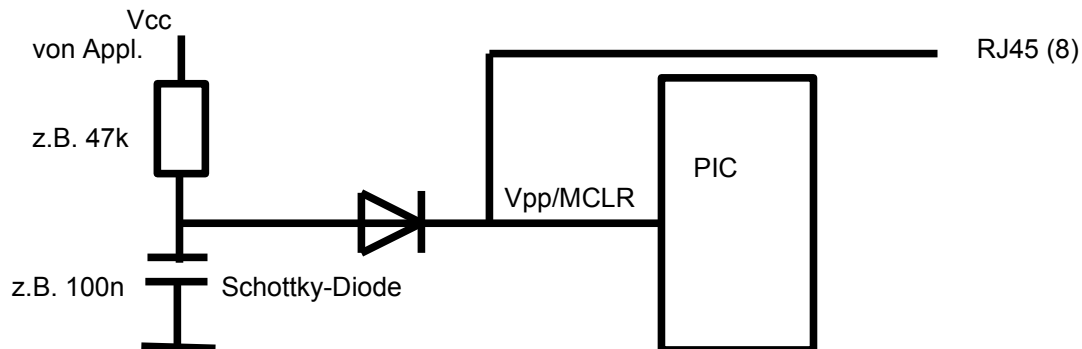 Vcc
von Appl.
RJ45 (8)
z.B. 47k
PIC
Vpp/MCLR
z.B. 100n
Schottky-Diode